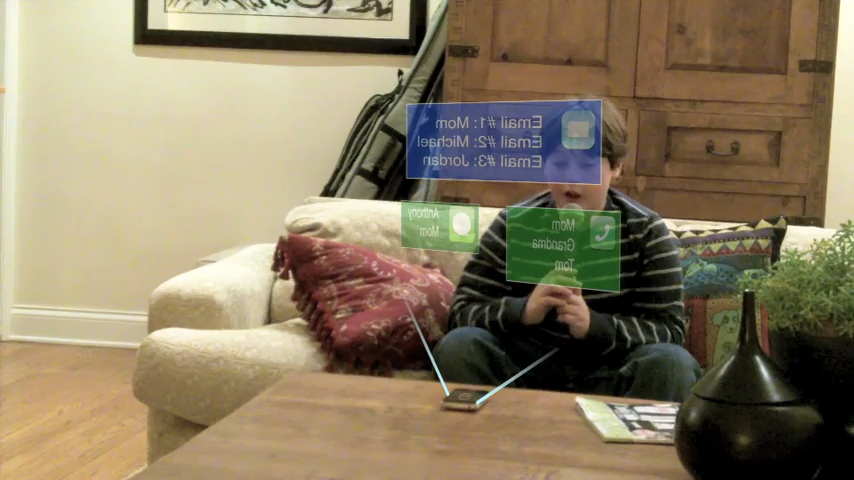 Email #1: Mom
Email #2: Michael
Email #3: Jordan
Anthony
Mom
Mom
Grandma
Tom